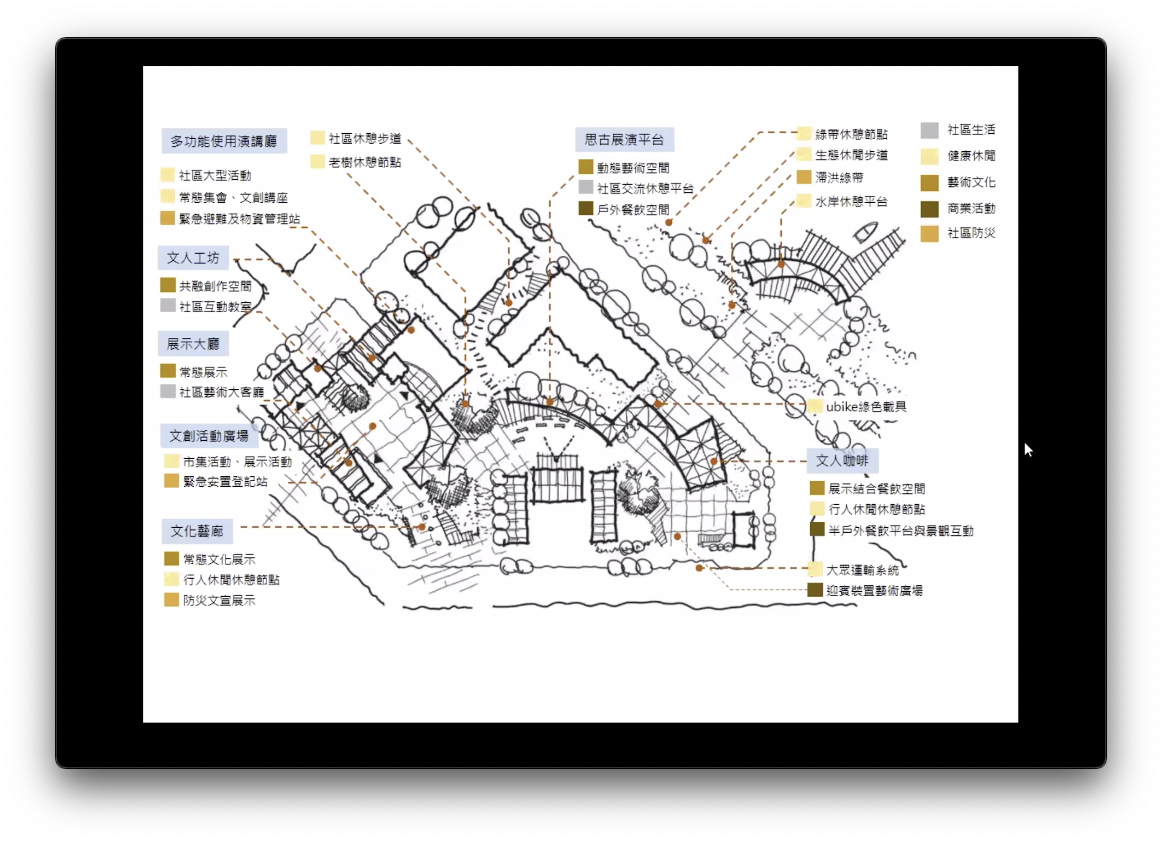 多功能使用演講廳
社區大型活動
常態集會、文創講座
緊急避難及物資管理站
社區休憩步道
老樹休憩節點
文人工坊
共融創作空間
社區互動教室
展示大廳
常態展示
社區藝術大客廳
文創活動廣場
市集活動、展示活動
緊急安置登記站
文化藝廊
常態文化展示
行人休閒休憩節點
防災文宣展示
思古展演平台
動態藝術空間
社區交流休憩平台
戶外餐飲空間
綠帶休憩節點
生態休閒步道
滯洪綠帶
水岸休憩平台
社區生活
健康休閒
藝術文化
商業活動
社區防災
ubike綠色載具
文人咖啡
展示結合餐飲空間
行人休閒休憩節點
半戶外餐飲平台與景觀互動
大眾運輸系統
迎賓裝置藝術廣場